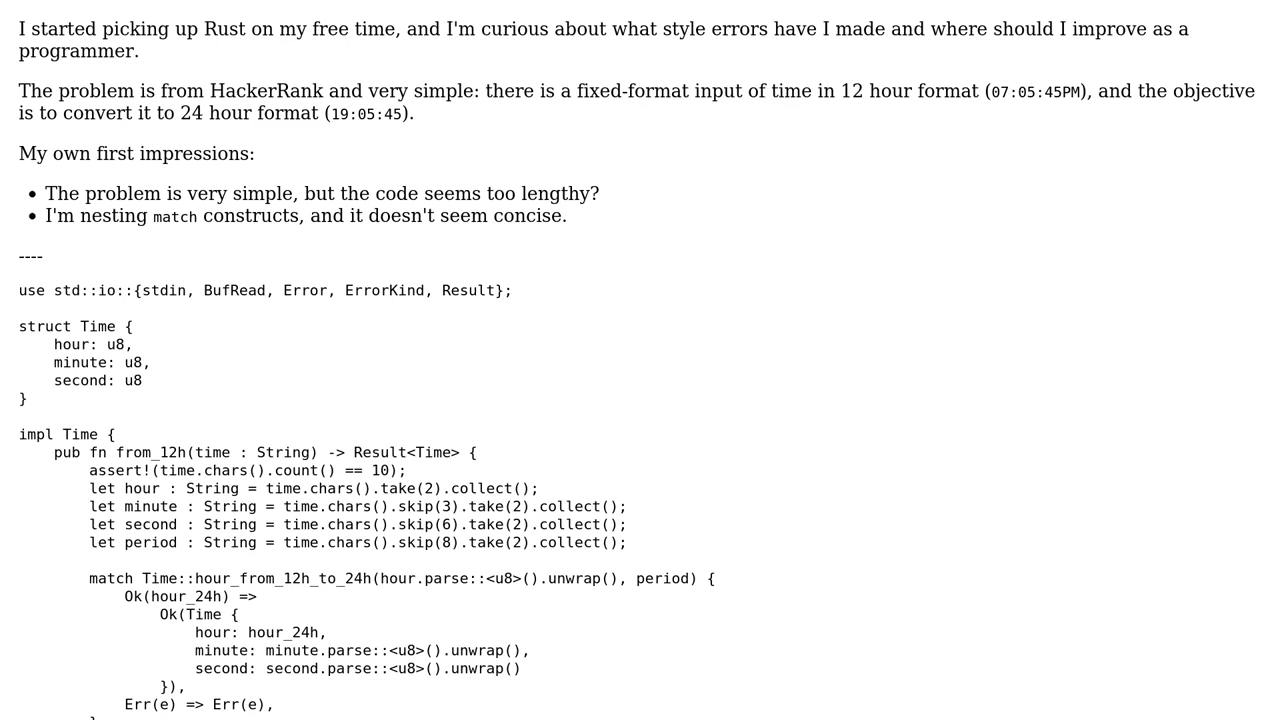 I started picking up Rust on my free time, and I'm curious about what style errors have I made and where should I improve as a
programmer.
The problem is from HackerRank and very simple: there is a fixed-format input of time in 12 hour format (07:05:45PM), and the objective
is to convert it to 24 hour format (19:05:45).
My own first impressions:
• The problem is very simple, but the code seems too lengthy?
• I'm nesting match constructs, and it doesn't seem concise.
----
use std::io::{stdin, BufRead, Error, ErrorKind, Result};
struct Time {
    hour: u8,
    minute: u8,
    second: u8
}
impl Time {
    pub fn from_12h(time : String) -> Result<Time> {
        assert!(time.chars().count() == 10);
        let hour : String = time.chars().take(2).collect();
        let minute : String = time.chars().skip(3).take(2).collect();
        let second : String = time.chars().skip(6).take(2).collect();
        let period : String = time.chars().skip(8).take(2).collect();
        match Time::hour_from_12h_to_24h(hour.parse::<u8>().unwrap(), period) {
            Ok(hour_24h) =>
                Ok(Time {
                    hour: hour_24h,
                    minute: minute.parse::<u8>().unwrap(),
                    second: second.parse::<u8>().unwrap()
                }),
            Err(e) => Err(e),